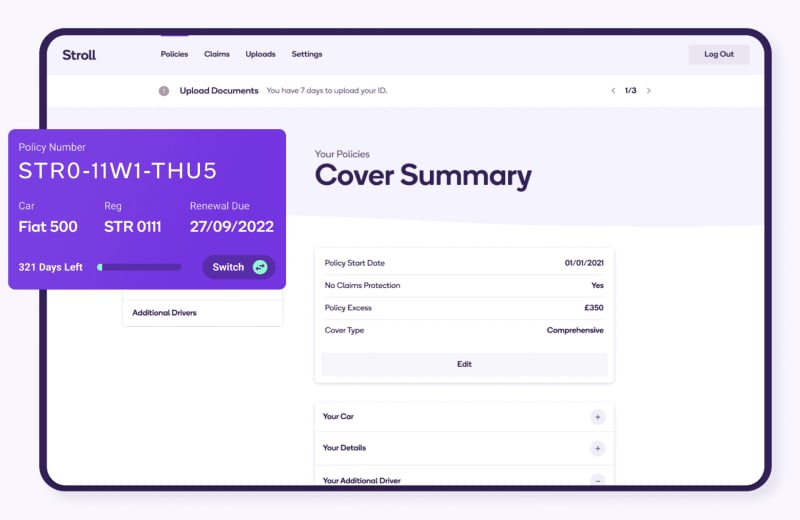 Stroll
Policies Claims Uploads Settings
Log Out
! Upload Documents You have 7 days to upload your ID.
1/3
Policy Number
STR0-11W1-THU5
Car Reg Renewal Due
Fiat 500 STR 0111 27/09/2022
321 Days Left
Switch
Additional Drivers
Your Policies
Cover Summary
Policy Start Date 01/01/2021
No Claims Protection Yes
Policy Excess £350
Cover Type Comprehensive
Edit
Your Car +
Your Details +
Your Additional Driver −